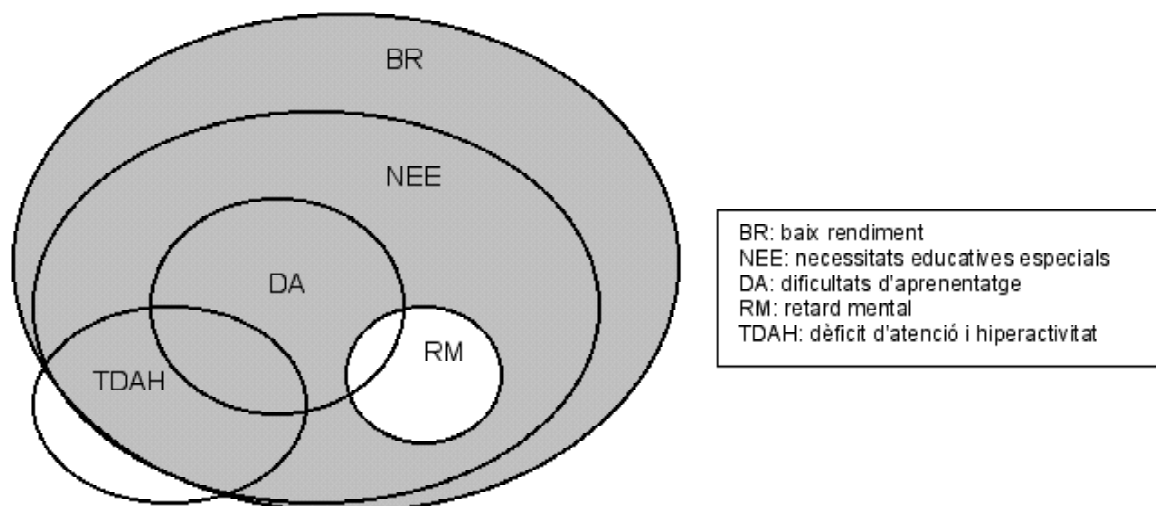 BR
NEE
DA
RM
TDAH
BR: baix rendiment
NEE: necessitats educatives especials
DA: dificultats d'aprenentatge
RM: retard mental
TDAH: dèficit d'atenció i hiperactivitat